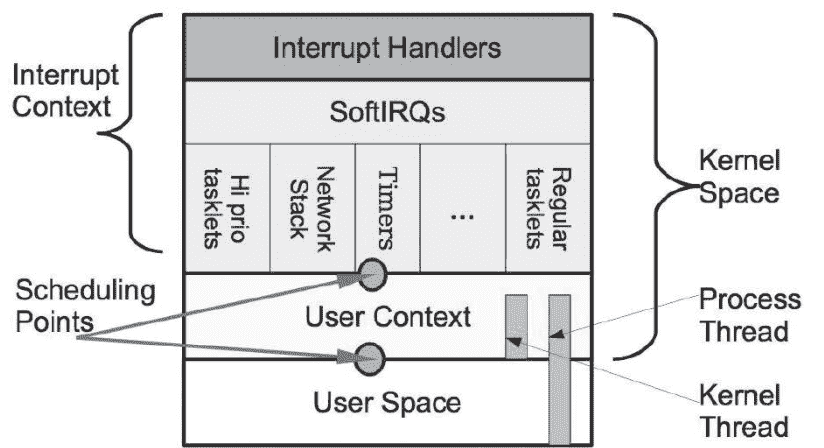 Interrupt Handlers
Interrupt
Context
SoftIRQs
Hi prio
tasklets
Network
Stack
Timers
...
Regular
tasklets
Kernel
Space
Scheduling
Points
User Context
Process
Thread
User Space
Kernel
Thread